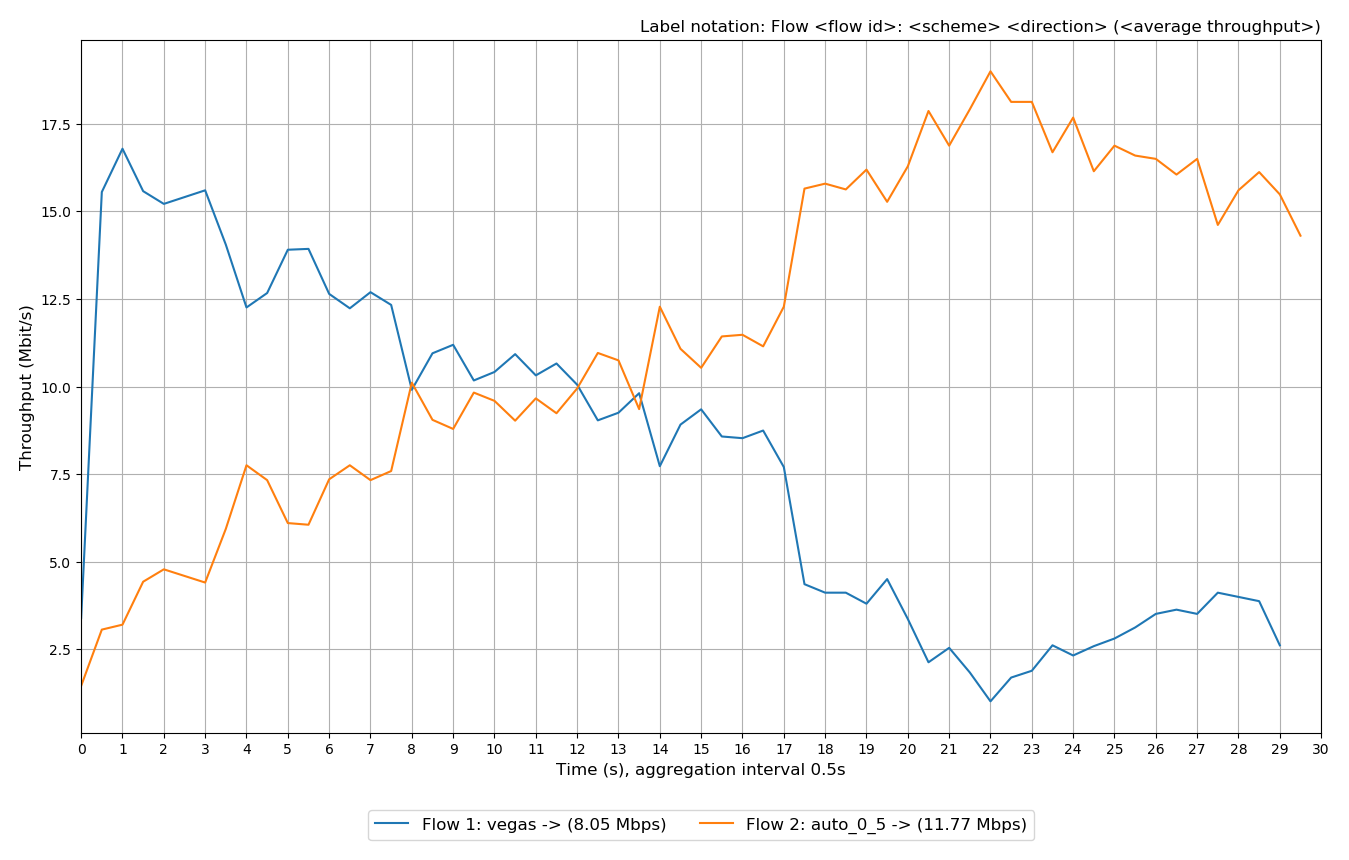 Label notation: Flow <flow id>: <scheme> <direction> (<average throughput>)
Throughput (Mbit/s)
17.5
15.0
12.5
10.0
7.5
5.0
2.5
0 1 2 3 4 5 6 7 8 9 10 11 12 13 14 15 16 17 18 19 20 21 22 23 24 25 26 27 28 29 30
Time (s), aggregation interval 0.5s
Flow 1: vegas -> (8.05 Mbps) Flow 2: auto_0_5 -> (11.77 Mbps)